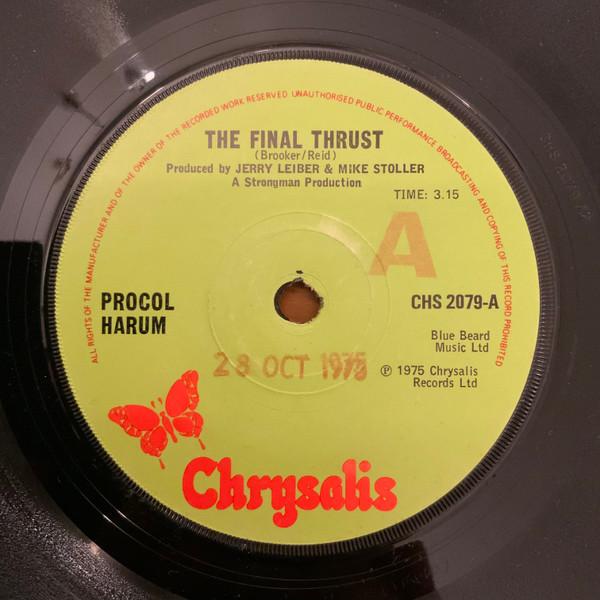 ALL RIGHTS OF THE MANUFACTURER AND OF THE OWNER OF THE RECORDED WORK RESERVED UNAUTHORISED PUBLIC PERFORMANCE BROADCASTING AND COPYING OF THIS RECORD PROHIBITED
THE FINAL THRUST
(Brooker/Reid)
Produced by JERRY LEIBER & MIKE STOLLER
A Strongman Production
TIME: 3.15
A
PROCOL
HARUM
CHS 2079-A
Blue Beard
Music Ltd
28 OCT 1975
℗ 1975 Chrysalis
Records Ltd
Chrysalis